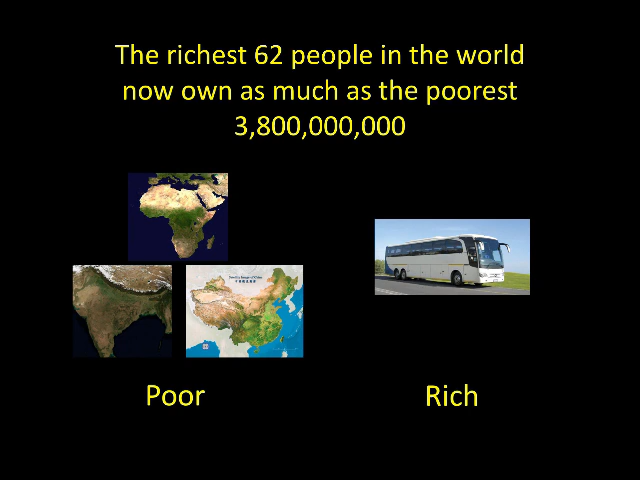 The richest 62 people in the world
now own as much as the poorest
3,800,000,000
Poor
Rich